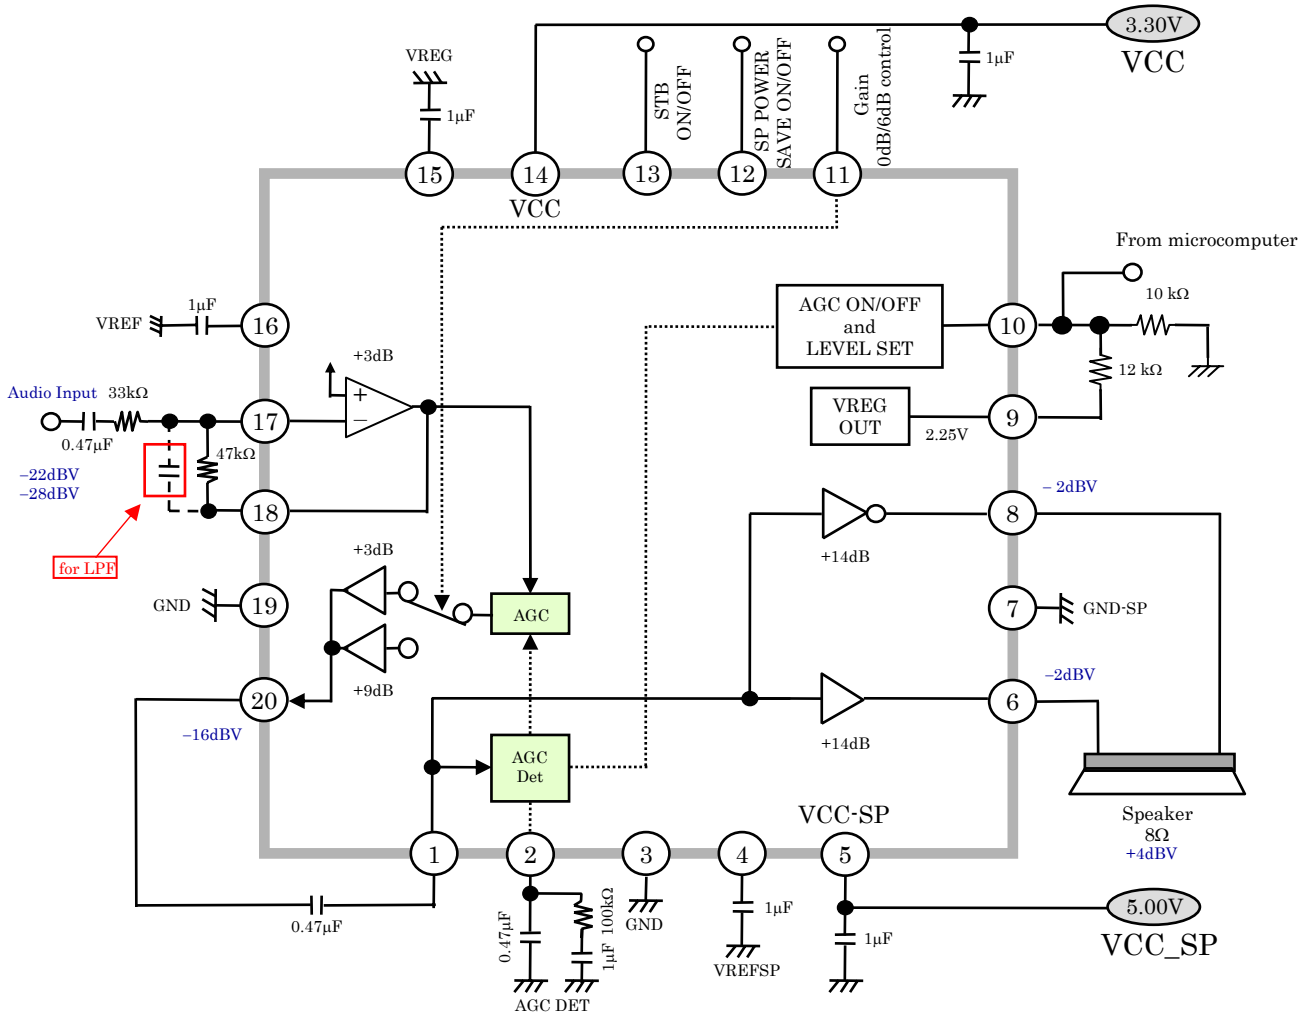 3.30V
VCC
1μF
VREG
1μF
STB
ON/OFF
SP POWER
SAVE ON/OFF
Gain
0dB/6dB control
15
14
13
12
11
VCC
From microcomputer
10 kΩ
12 kΩ
1μF
VREF
16
AGC ON/OFF
and
LEVEL SET
10
+3dB
+
−
Audio Input
33kΩ
0.47μF
17
VREG
OUT
2.25V
9
47kΩ
−22dBV
−28dBV
18
for LPF
− 2dBV
8
+14dB
+3dB
GND
19
AGC
7
GND-SP
+9dB
20
−16dBV
−2dBV
6
+14dB
AGC
Det
VCC-SP
Speaker
8Ω
+4dBV
1
2
3
4
5
0.47μF
0.47μF
100kΩ
1μF
AGC DET
GND
1μF
VREFSP
1μF
5.00V
VCC_SP